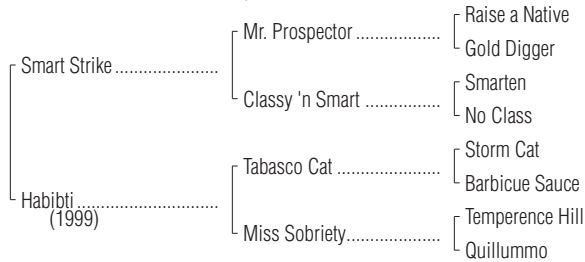 Raise a Native
Mr. Prospector ..................
Gold Digger
Smart Strike ......................
Smarten
Classy 'n Smart ................
No Class
Storm Cat
Tabasco Cat ......................
Barbicue Sauce
Habibti ..............................
(1999)
Temperence Hill
Miss Sobriety....................
Quillummo